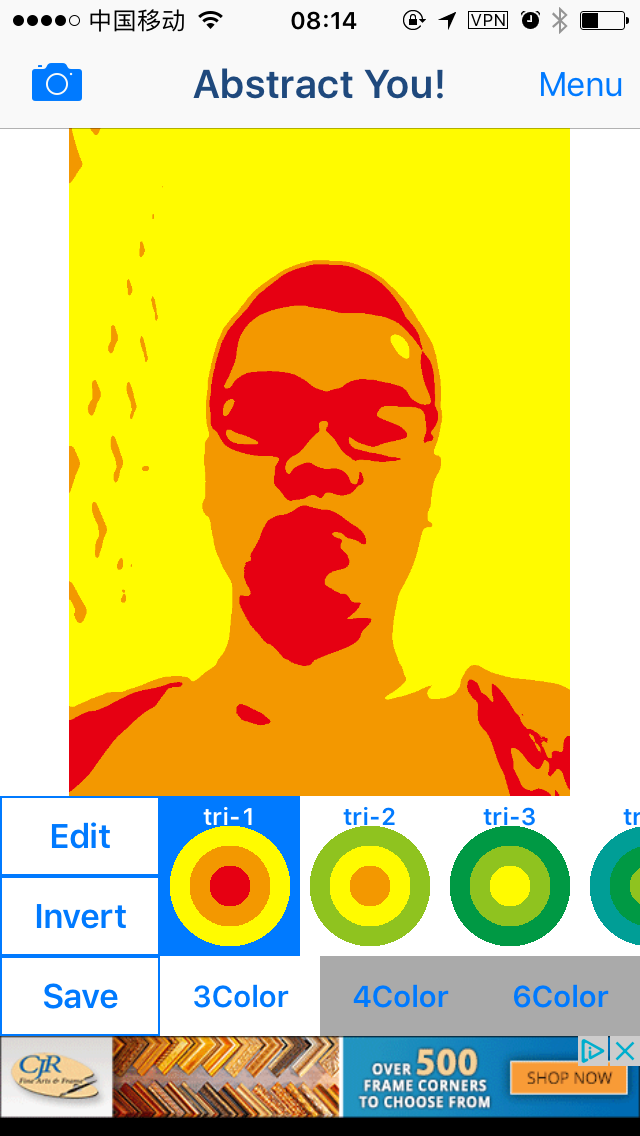 中国移动 08:14 VPN
Abstract You! Menu
Edit
Invert
Save
tri-1 tri-2 tri-3 tr
3Color 4Color 6Color
CJR
Fine Arts & Frame
OVER 500
FRAME CORNERS
TO CHOOSE FROM
SHOP NOW